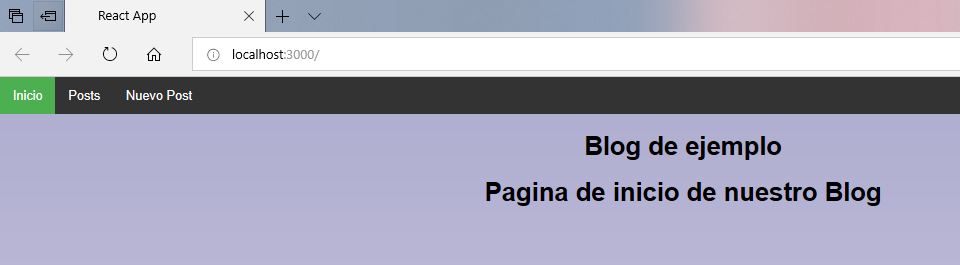 React App
localhost:3000/
Inicio Posts Nuevo Post
Blog de ejemplo
Pagina de inicio de nuestro Blog